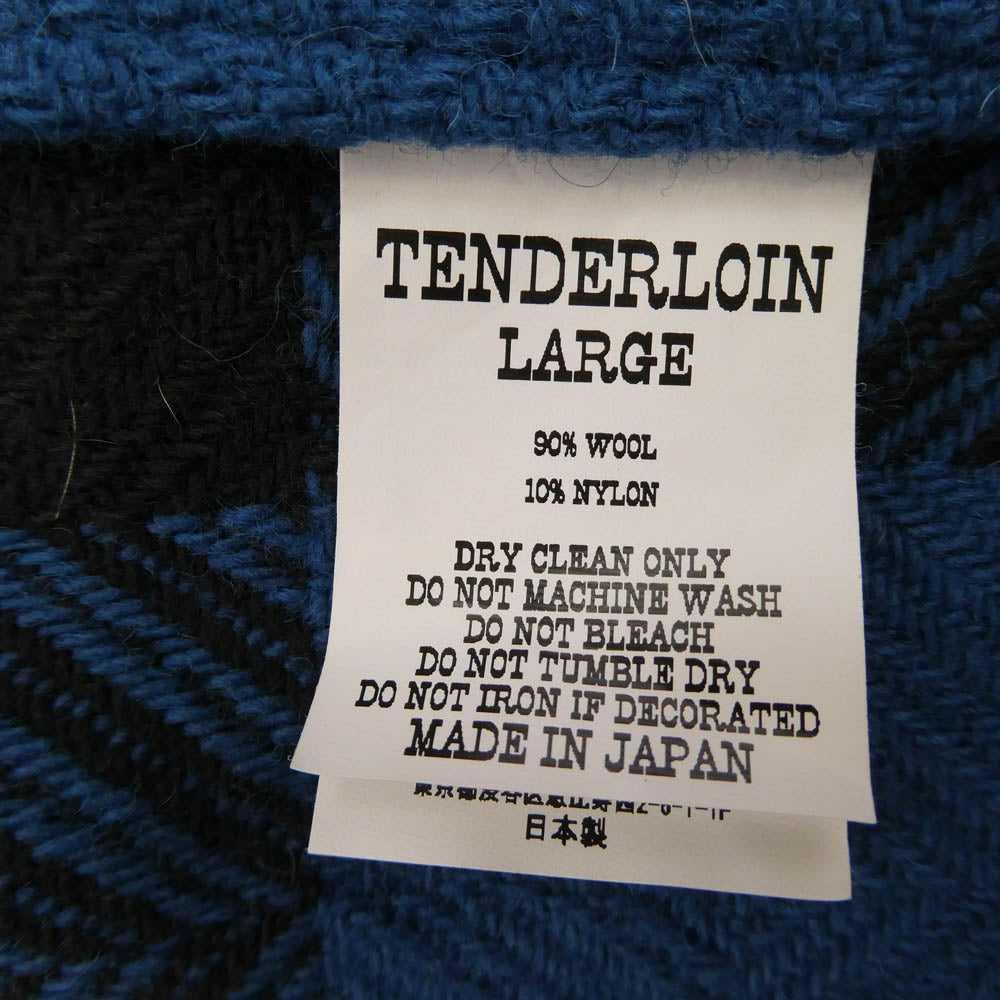 TENDERLOIN
LARGE
90% WOOL
10% NYLON
DRY CLEAN ONLY
DO NOT MACHINE WASH
DO NOT BLEACH
DO NOT TUMBLE DRY
DO NOT IRON IF DECORATED
MADE IN JAPAN
日本製